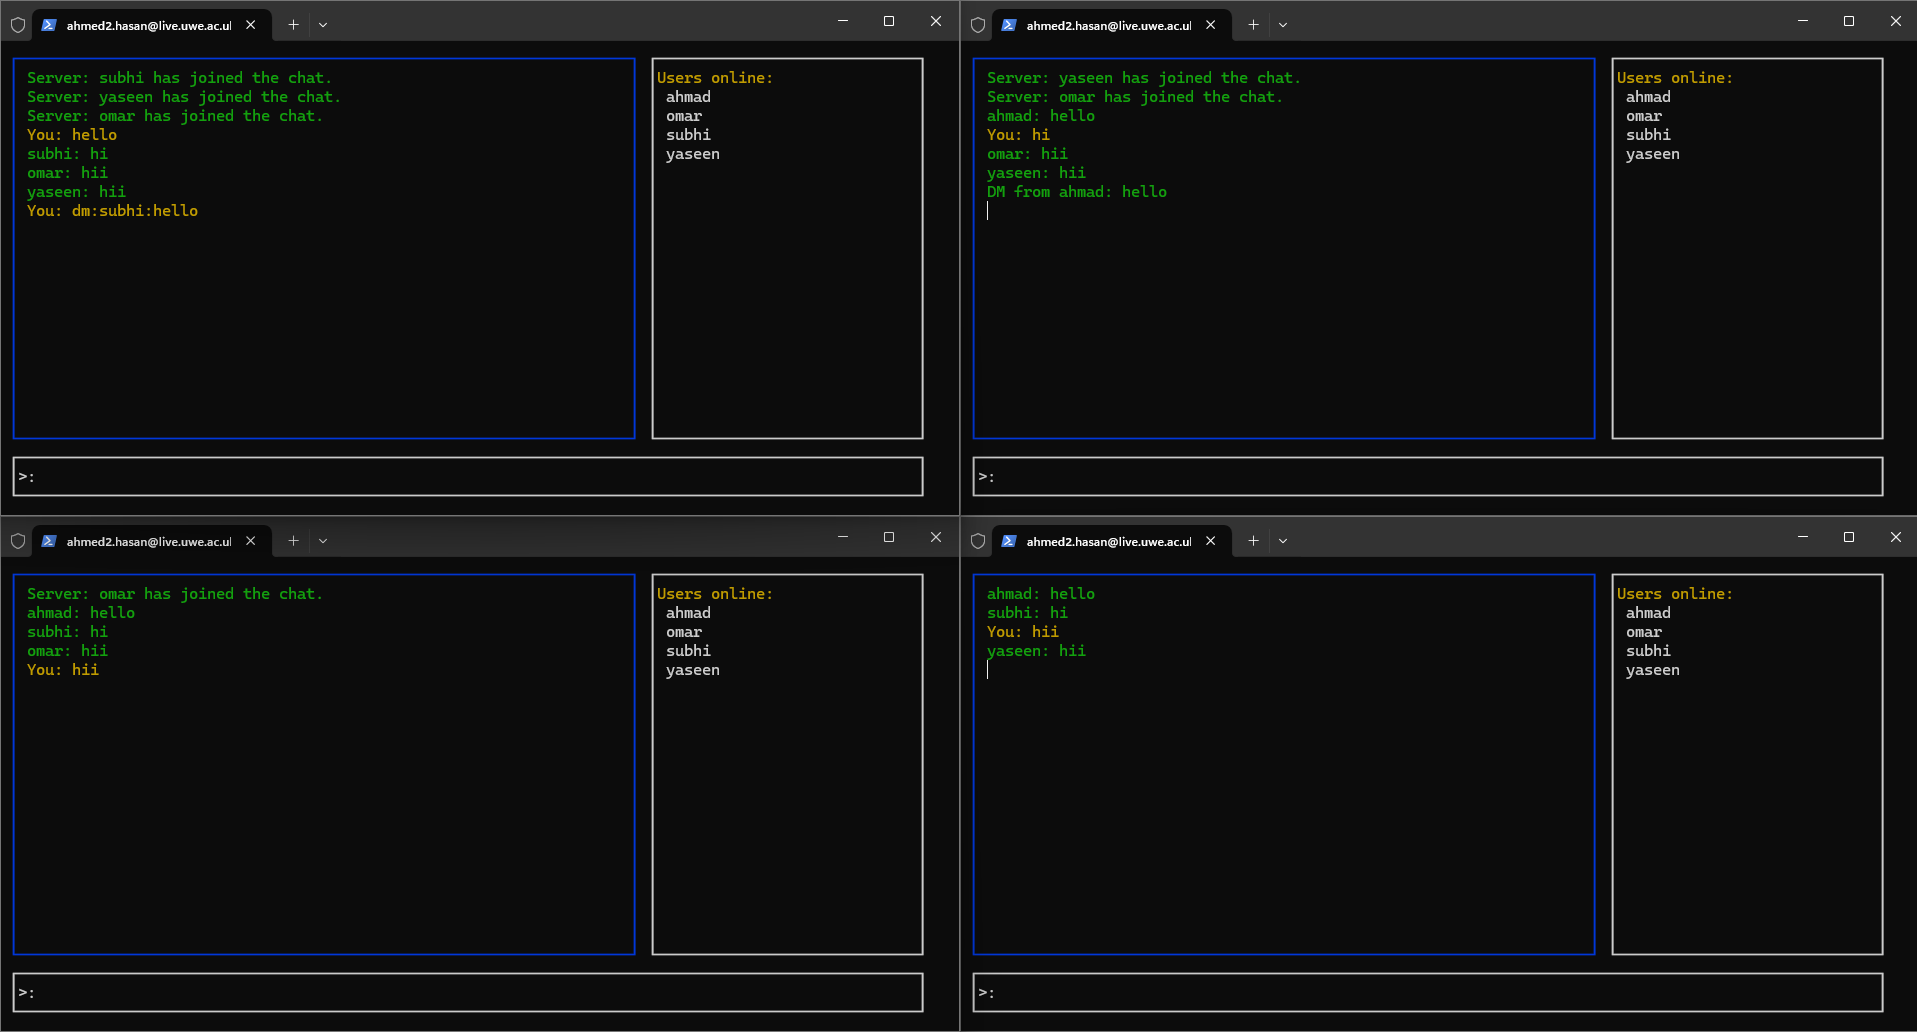 ahmed2.hasan@live.uwe.ac.ul
Server: subhi has joined the chat.
Server: yaseen has joined the chat.
Server: omar has joined the chat.
You: hello
subhi: hi
omar: hii
yaseen: hii
You: dm:subhi:hello
Users online:
ahmad
omar
subhi
yaseen
>:
ahmed2.hasan@live.uwe.ac.ul
Server: yaseen has joined the chat.
Server: omar has joined the chat.
ahmad: hello
You: hi
omar: hii
yaseen: hii
DM from ahmad: hello
Users online:
ahmad
omar
subhi
yaseen
>:
ahmed2.hasan@live.uwe.ac.ul
Server: omar has joined the chat.
ahmad: hello
subhi: hi
omar: hii
You: hii
Users online:
ahmad
omar
subhi
yaseen
>:
ahmed2.hasan@live.uwe.ac.ul
ahmad: hello
subhi: hi
You: hii
yaseen: hii
Users online:
ahmad
omar
subhi
yaseen
>: